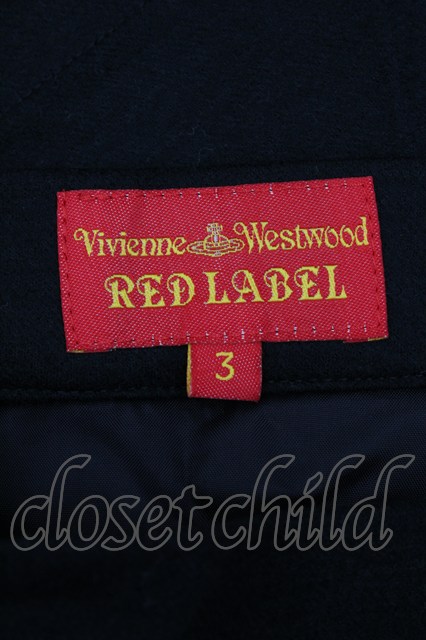 Vivienne Westwood
RED LABEL
3
closetchild